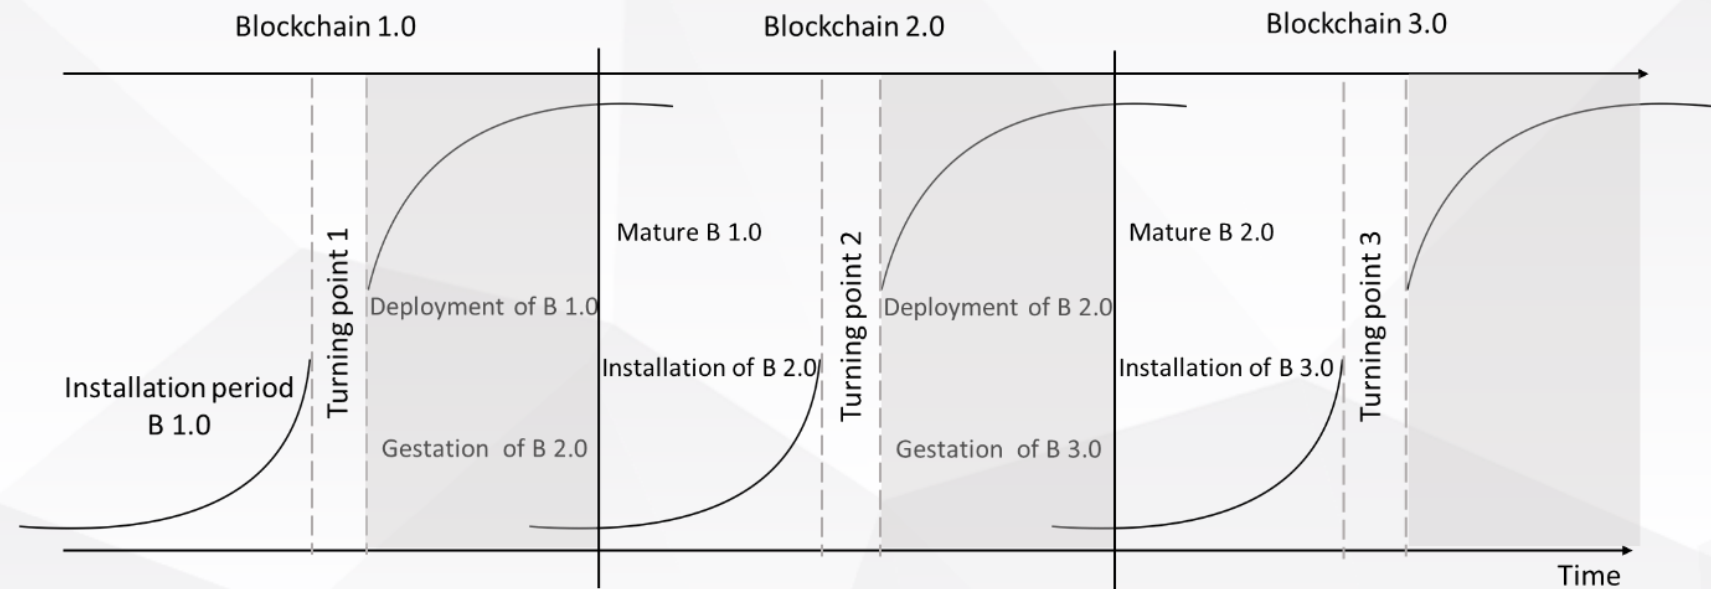 Blockchain 1.0
Blockchain 2.0
Blockchain 3.0
Installation period
B 1.0
Turning point 1
Deployment of B 1.0
Gestation of B 2.0
Mature B 1.0
Installation of B 2.0
Turning point 2
Deployment of B 2.0
Gestation of B 3.0
Mature B 2.0
Installation of B 3.0
Turning point 3
Time